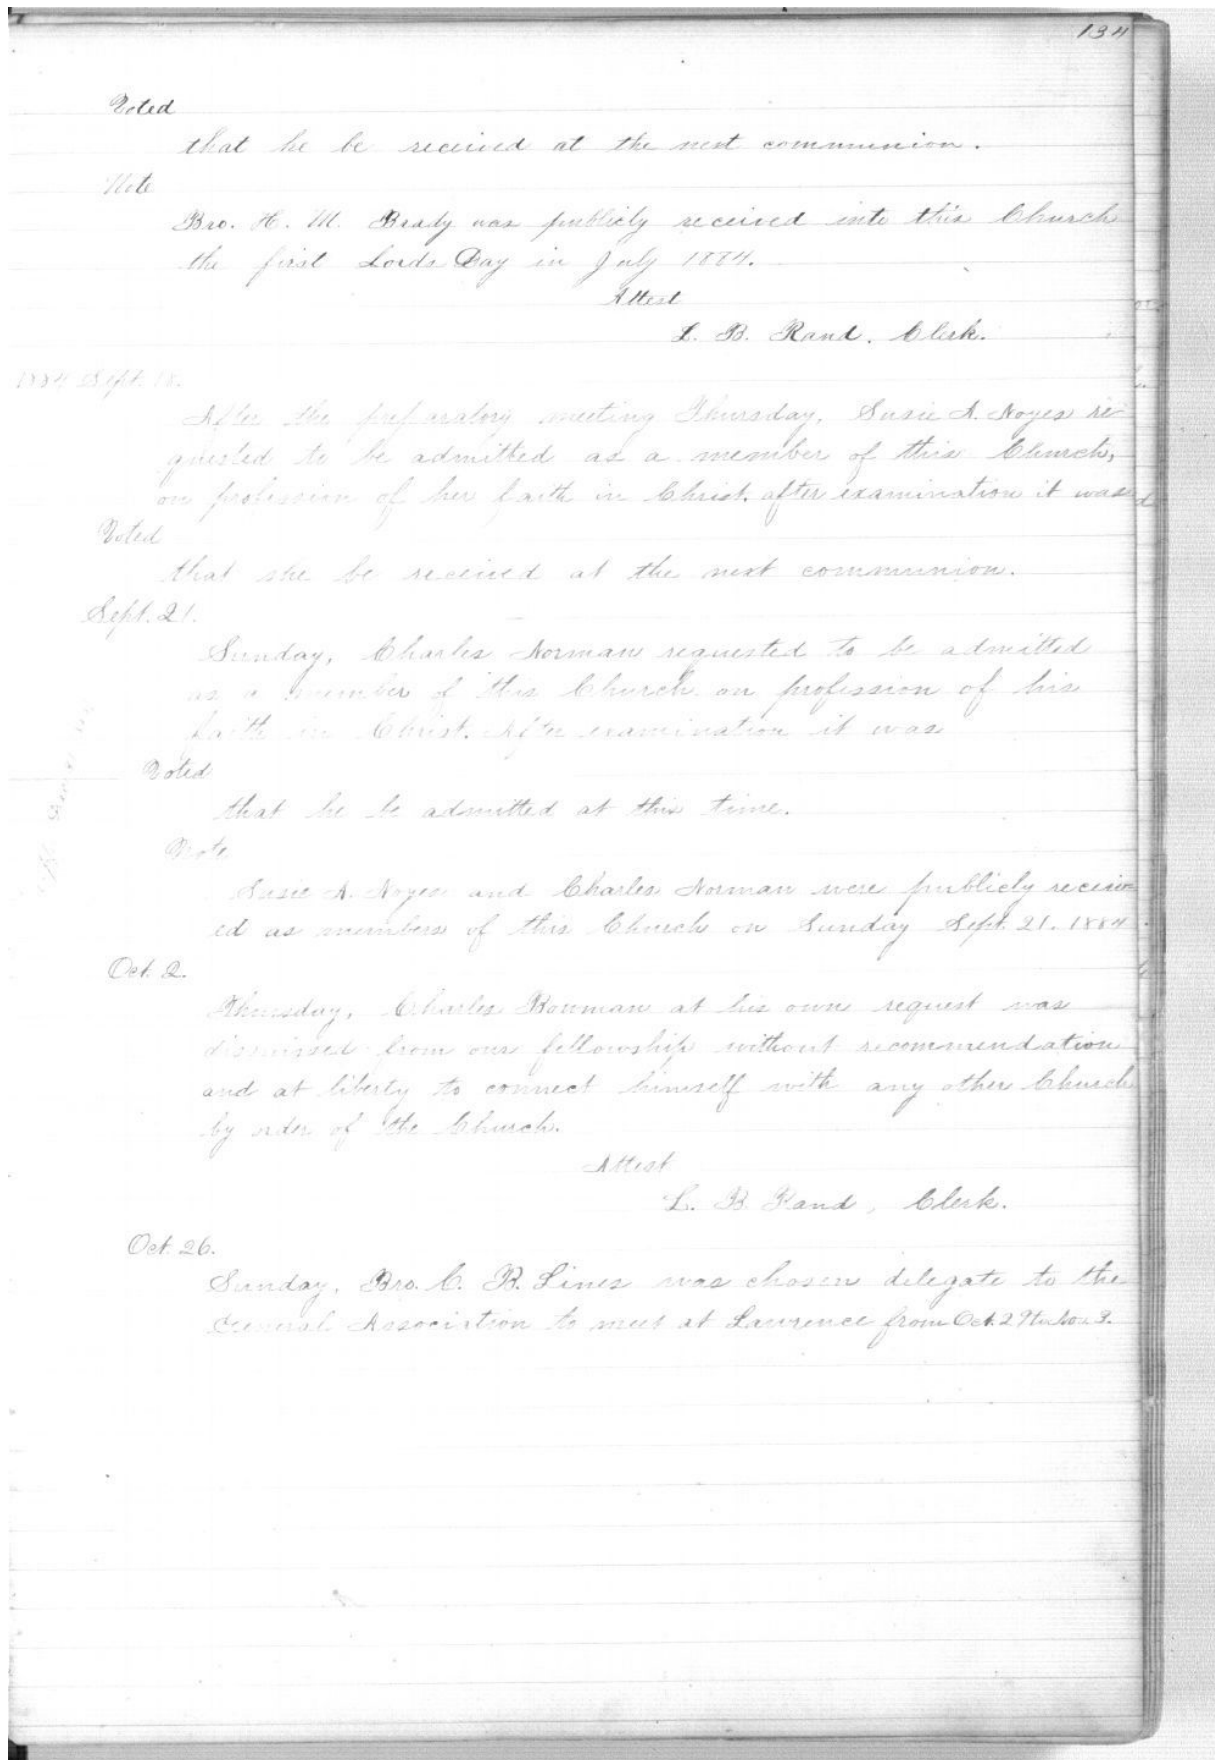 134
Voted
that he be received at the next communion.
Note
Bro. H. M. Brady was publicly received into this Church
the first Lords Day in July 1884.
Attest
L. B. Rand. Clerk.
1884 Sept. 18.
After the preparatory meeting Thursday, Susie A. Noyes re-
quested to be admitted as a member of this Church,
on profession of her faith in Christ. after examination it was
Voted
that she be received at the next communion.
Sept. 21.
Sunday, Charles Norman requested to be admitted
as a member of this Church on profession of his
faith in Christ. After examination it was
Voted
that he be admitted at this time.
Note
Susie A. Noyes and Charles Norman were publicly receiv-
ed as members of this Church on Sunday Sept. 21. 1884
Oct. 2.
Thursday, Charles Bowman at his own request was
dismissed from our fellowship without recommendation
and at liberty to connect himself with any other Church
by order of the Church.
Attest
L. B. Rand, Clerk.
Oct. 26.
Sunday, Bro. C. B. Lines was chosen delegate to the
General Association to meet at Lawrence from Oct. 29 to Nov 3.